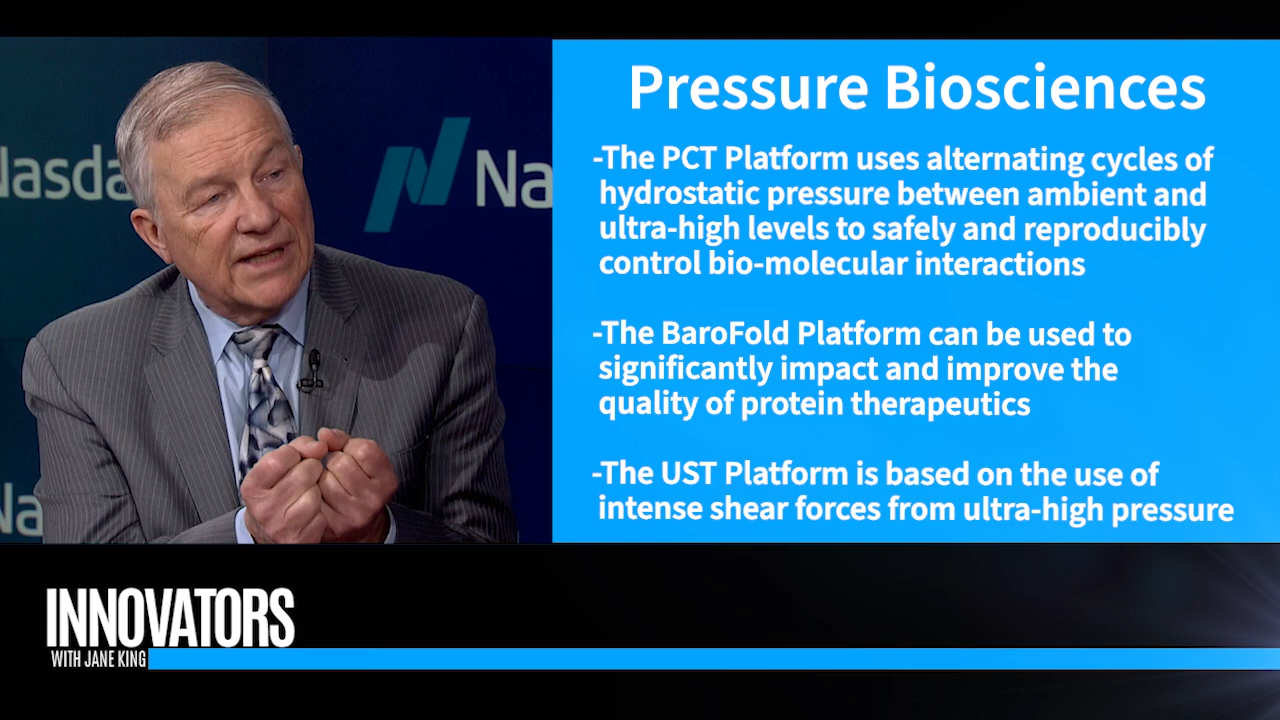 Nasda
Na
Na
Pressure Biosciences
-The PCT Platform uses alternating cycles of
hydrostatic pressure between ambient and
ultra-high levels to safely and reproducibly
control bio-molecular interactions
-The BaroFold Platform can be used to
significantly impact and improve the
quality of protein therapeutics
-The UST Platform is based on the use of
intense shear forces from ultra-high pressure
INNOVATORS
WITH JANE KING